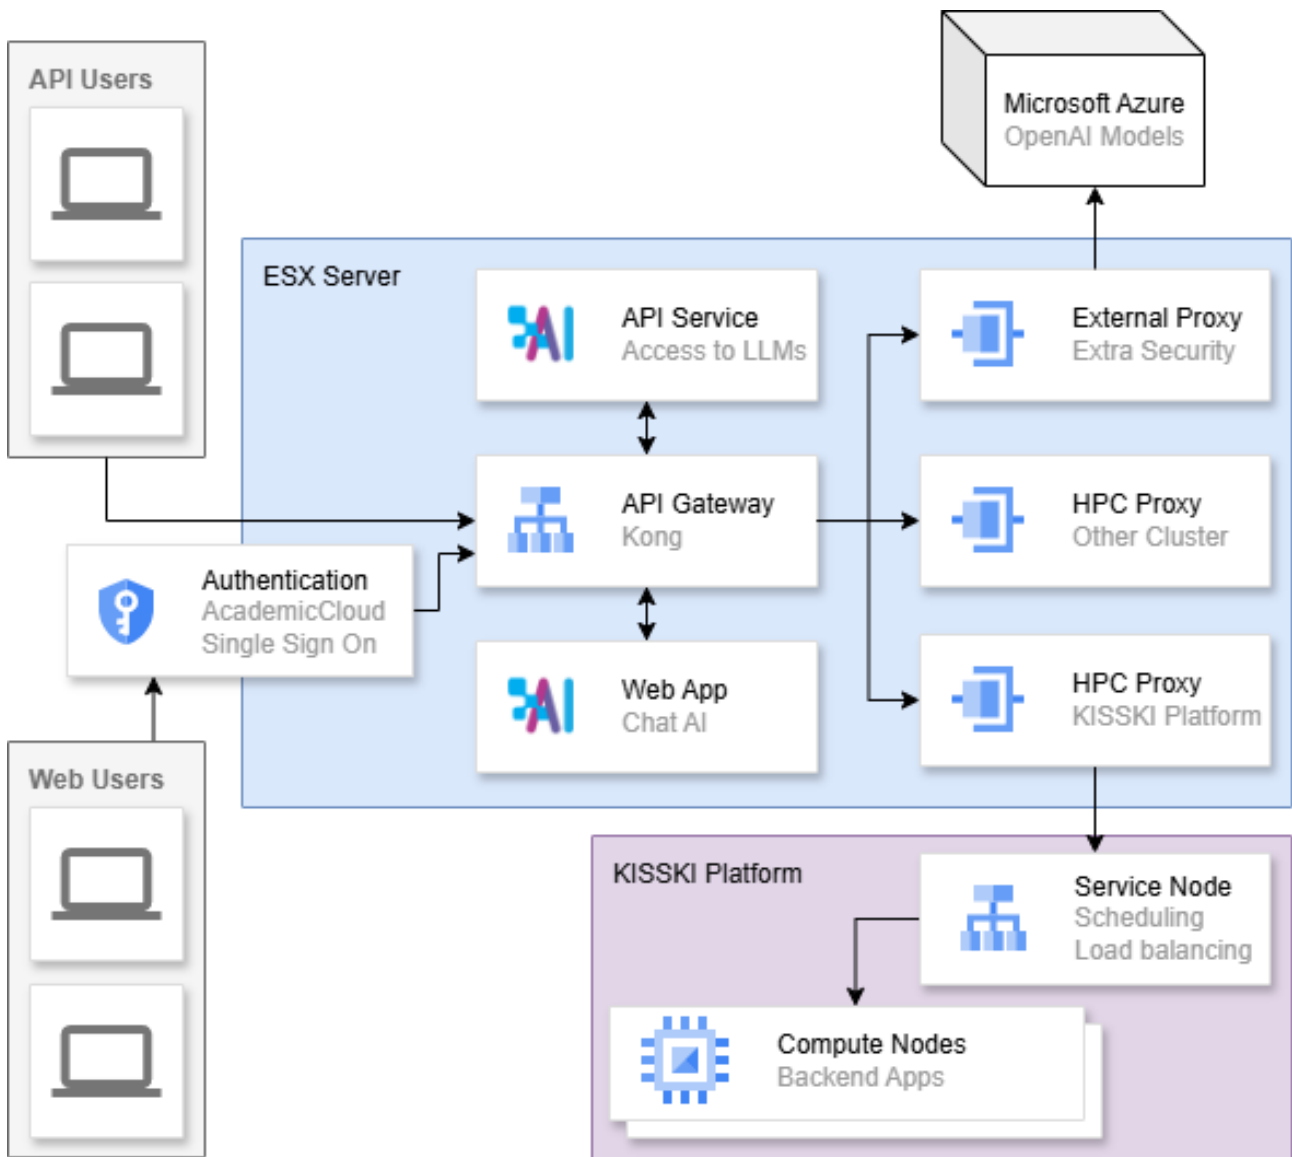 API Users
Microsoft Azure
OpenAI Models
ESX Server
AI
API Service
Access to LLMs
External Proxy
Extra Security
API Gateway
Kong
HPC Proxy
Other Cluster
Authentication
AcademicCloud
Single Sign On
AI
Web App
Chat AI
HPC Proxy
KISSKI Platform
Web Users
KISSKI Platform
Service Node
Scheduling
Load balancing
Compute Nodes
Backend Apps